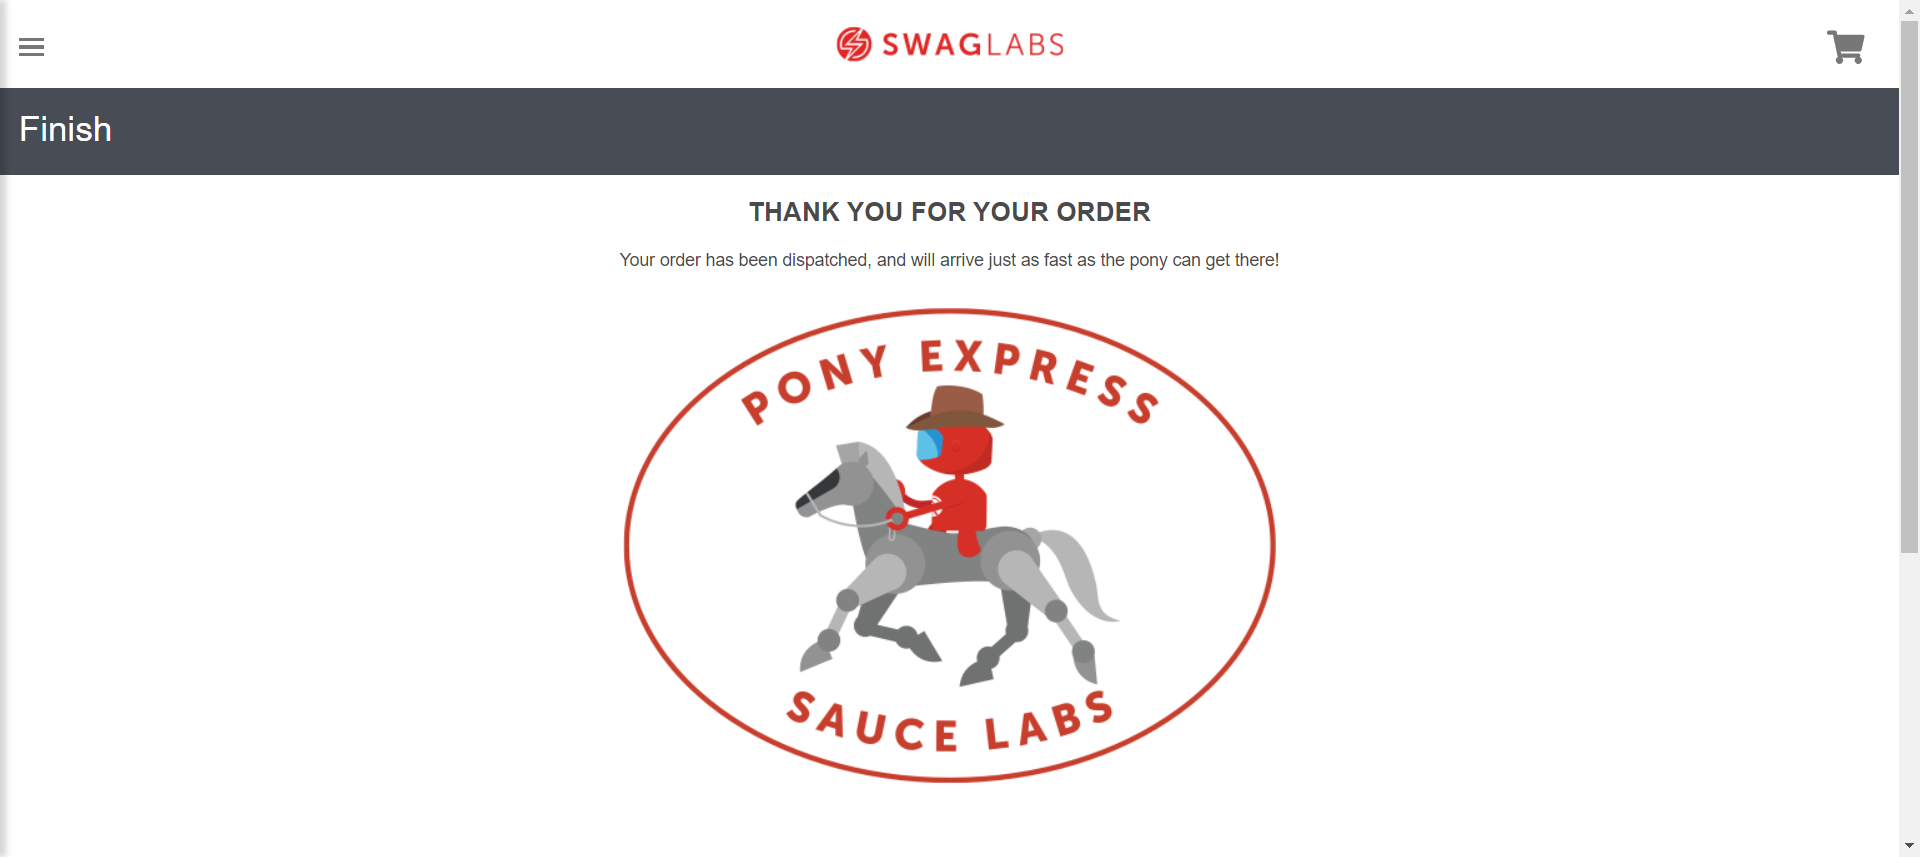 SWAGLABS
Finish
THANK YOU FOR YOUR ORDER
Your order has been dispatched, and will arrive just as fast as the pony can get there!
PONY EXPRESS
SAUCE LABS